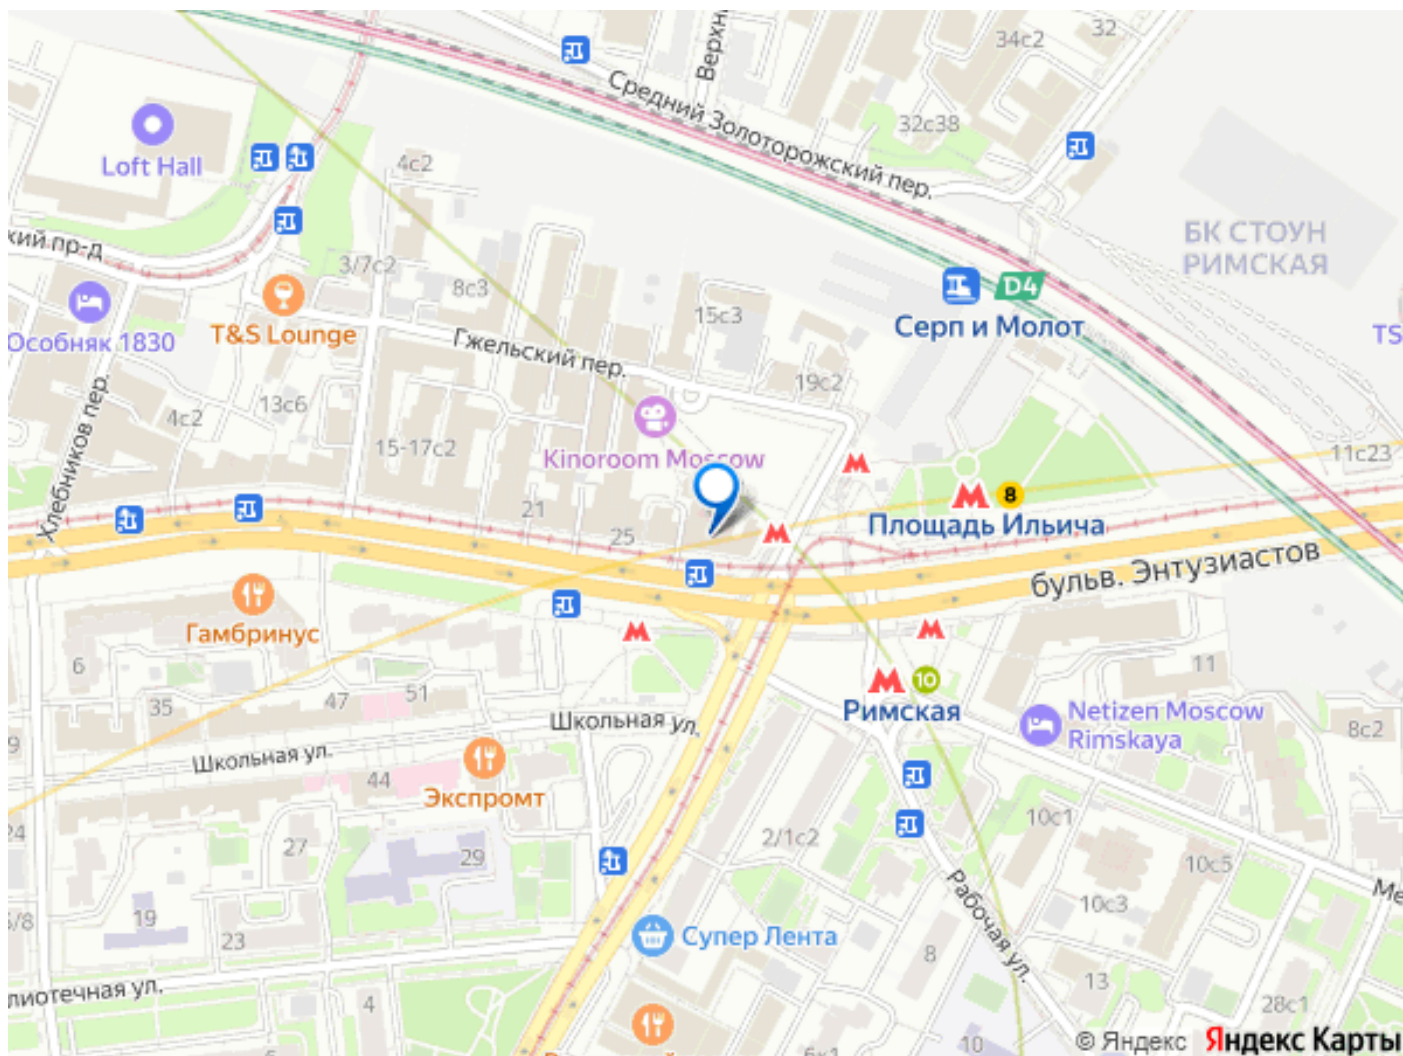 34с2
32
Верхн
Средний Золоторожский пер.
32с38
Loft Hall
4с2
кий пр-д
БК СТОУН
РИМСКАЯ
3/7с2
8с3
D4
Серп и Молот
15с3
TS
Особняк 1830
T&S Lounge
Гжельский пер.
19с2
Хлебников пер.
4с2
13с6
15-17с2
Kinoroom Moscow
11с23
8
Площадь Ильича
21
25
бульв. Энтузиастов
Гамбринус
6
35
47
51
11
10
Римская
Netizen Moscow
Rimskaya
8с2
Школьная ул.
Школьная ул.
9
44
Экспромт
24
27
29
2/1с2
10с1
10с5
Рабочая ул.
10с3
Ме
19
23
Супер Лента
8
13
лиотечная ул.
4
28с1
10
© Яндекс Яндекс Карты